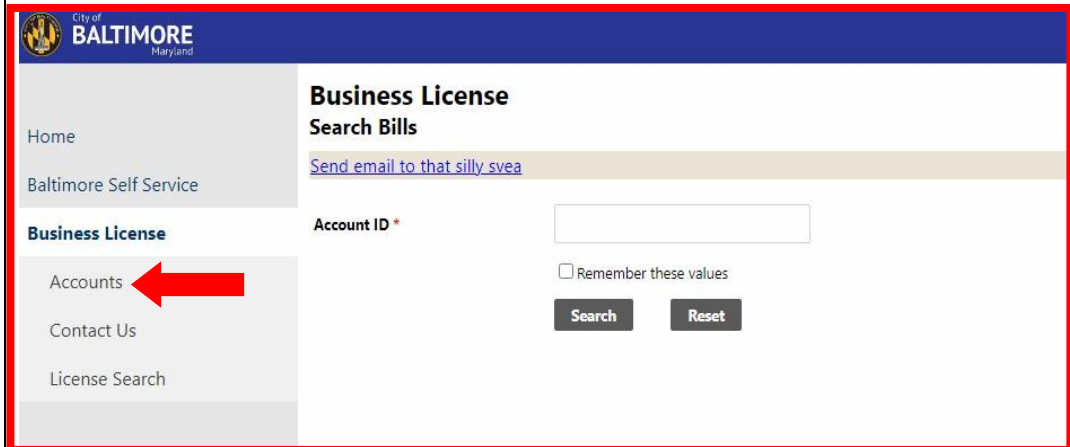 City of
BALTIMORE
Maryland
Home
Baltimore Self Service
Business License
Accounts
Contact Us
License Search
Business License
Search Bills
Send email to that silly svea
Account ID *
Remember these values
Search Reset